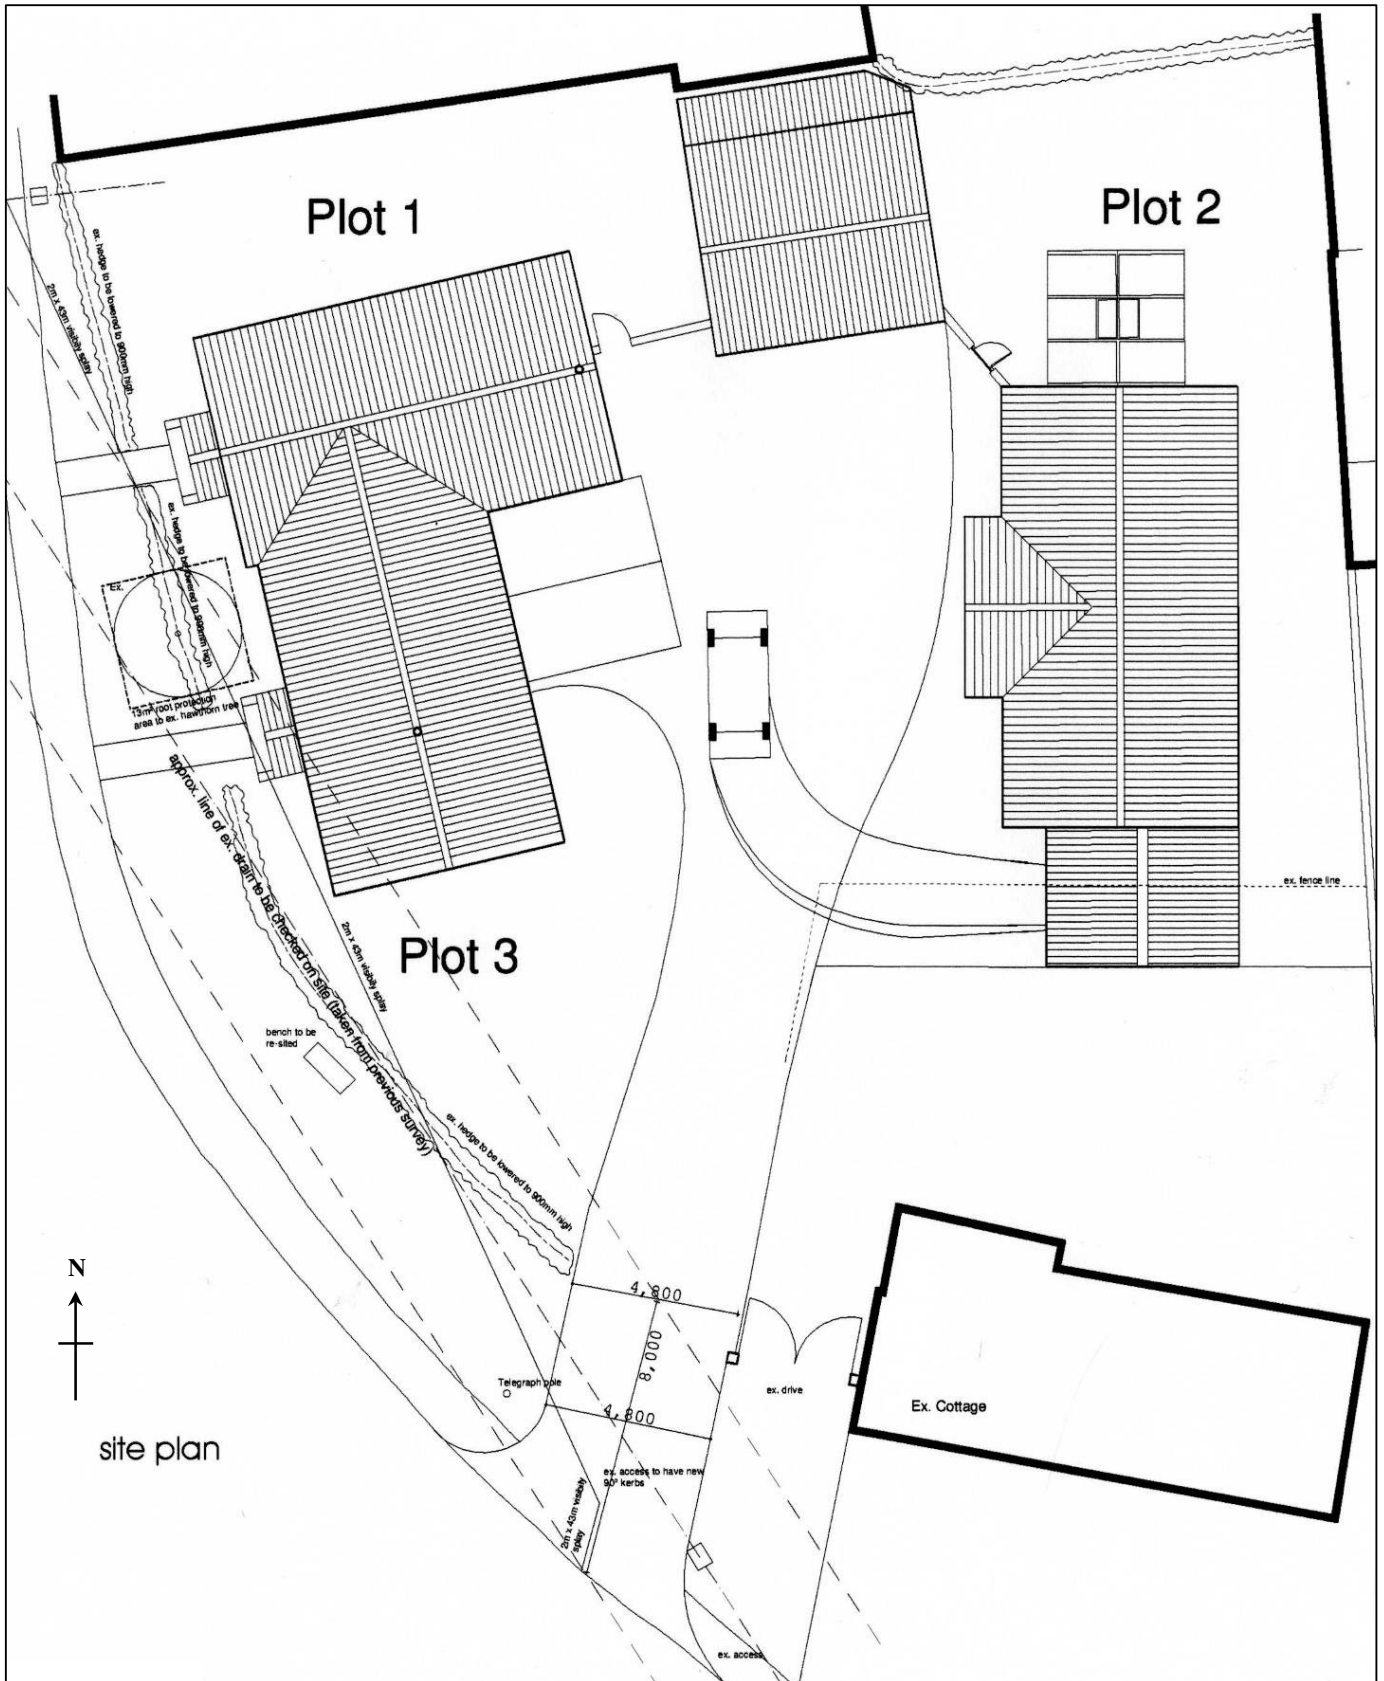 Plot 1
Plot 2
ex. hedge to be lowered to 900mm high
2m x 43m visibily splay
ex. hedge to be lowered to 900mm high
Ex.
13m² root protection
area to ex. hawthorn tree
approx. line of ex. drain to be checked on site (taken from previous survey)
ex. fence line
Plot 3
2m x 43m visibily splay
bench to be
re-sited
ex. hedge to be lowered to 900mm high
N
4,800
8,000
Telegraph pole
4,800
ex. drive
Ex. Cottage
site plan
ex. access to have new
90° kerbs
2m x 43m visibily
splay
ex. access